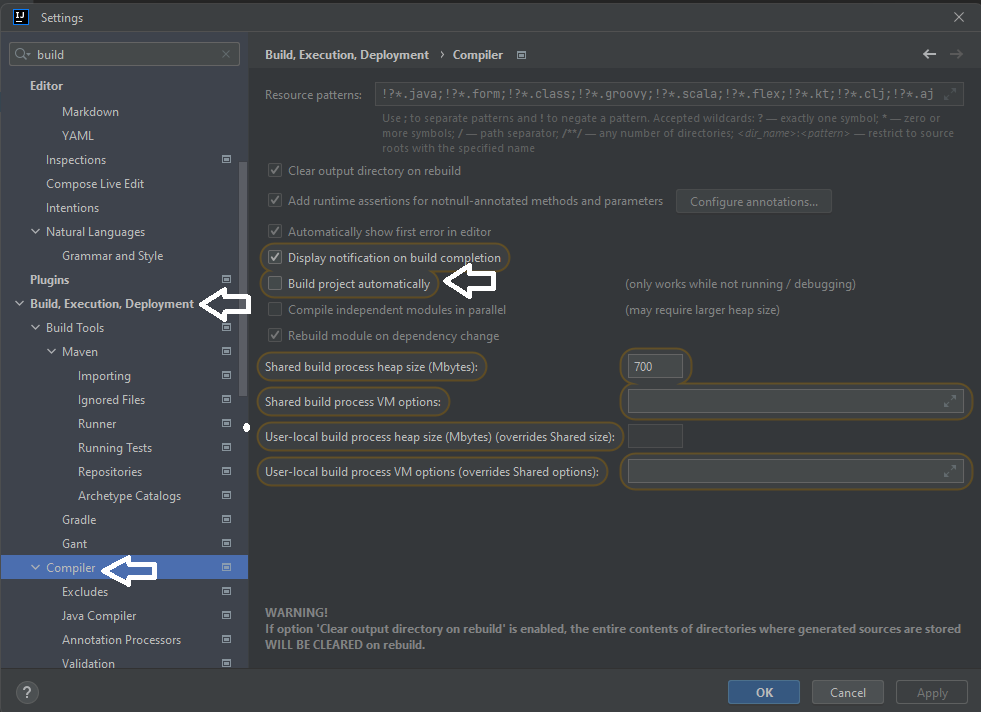 IJ
Settings
build
Editor
Markdown
YAML
Inspections
Compose Live Edit
Intentions
Natural Languages
Grammar and Style
Plugins
Build, Execution, Deployment
Build Tools
Maven
Importing
Ignored Files
Runner
Running Tests
Repositories
Archetype Catalogs
Gradle
Gant
Compiler
Excludes
Java Compiler
Annotation Processors
Validation
Build, Execution, Deployment › Compiler
Resource patterns: !?*.java;!?*.form;!?*.class;!?*.groovy;!?*.scala;!?*.flex;!?*.kt;!?*.clj;!?*.aj
Use ; to separate patterns and ! to negate a pattern. Accepted wildcards: ? — exactly one symbol; * — zero or
more symbols; / — path separator; /**/ — any number of directories; <dir_name>:<pattern> — restrict to source
roots with the specified name
Clear output directory on rebuild
Add runtime assertions for notnull-annotated methods and parameters Configure annotations...
Automatically show first error in editor
Display notification on build completion
Build project automatically (only works while not running / debugging)
Compile independent modules in parallel (may require larger heap size)
Rebuild module on dependency change
Shared build process heap size (Mbytes): 700
Shared build process VM options:
User-local build process heap size (Mbytes) (overrides Shared size):
User-local build process VM options (overrides Shared options):
WARNING!
If option 'Clear output directory on rebuild' is enabled, the entire contents of directories where generated sources are stored
WILL BE CLEARED on rebuild.
? OK Cancel Apply